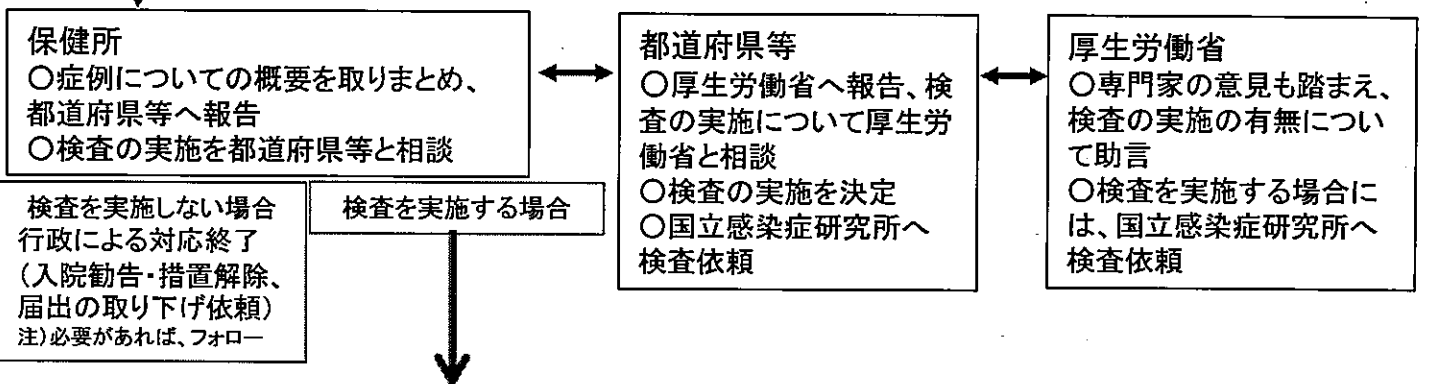 保健所
○症例についての概要を取りまとめ、
都道府県等へ報告
○検査の実施を都道府県等と相談
都道府県等
○厚生労働省へ報告、検
査の実施について厚生労
働省と相談
○検査の実施を決定
○国立感染症研究所へ
検査依頼
厚生労働省
○専門家の意見も踏まえ、
検査の実施の有無につい
て助言
○検査を実施する場合に
は、国立感染症研究所へ
検査依頼
検査を実施しない場合
行政による対応終了
(入院勧告・措置解除、
届出の取り下げ依頼)
注)必要があれば、フォロー
検査を実施する場合